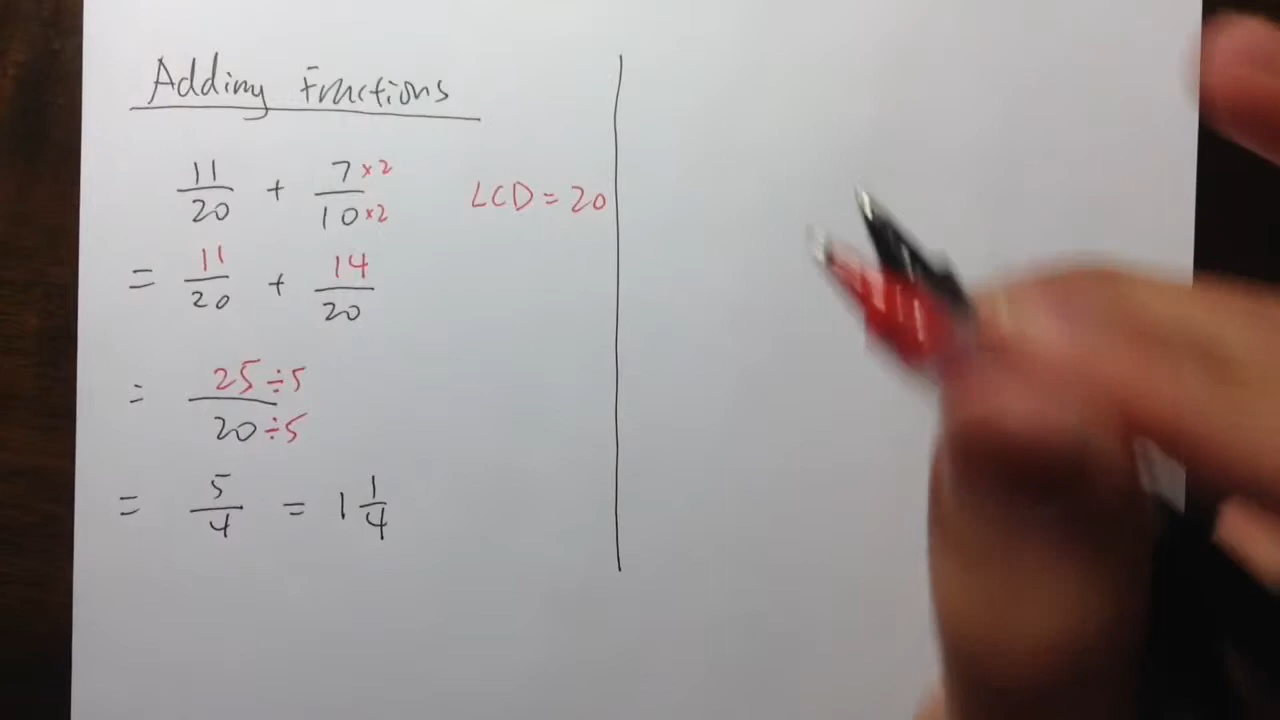 Adding Fractions
11/20 + 7×2/10×2 LCD = 20
= 11/20 + 14/20
= 25÷5/20÷5
= 5/4 = 1 1/4